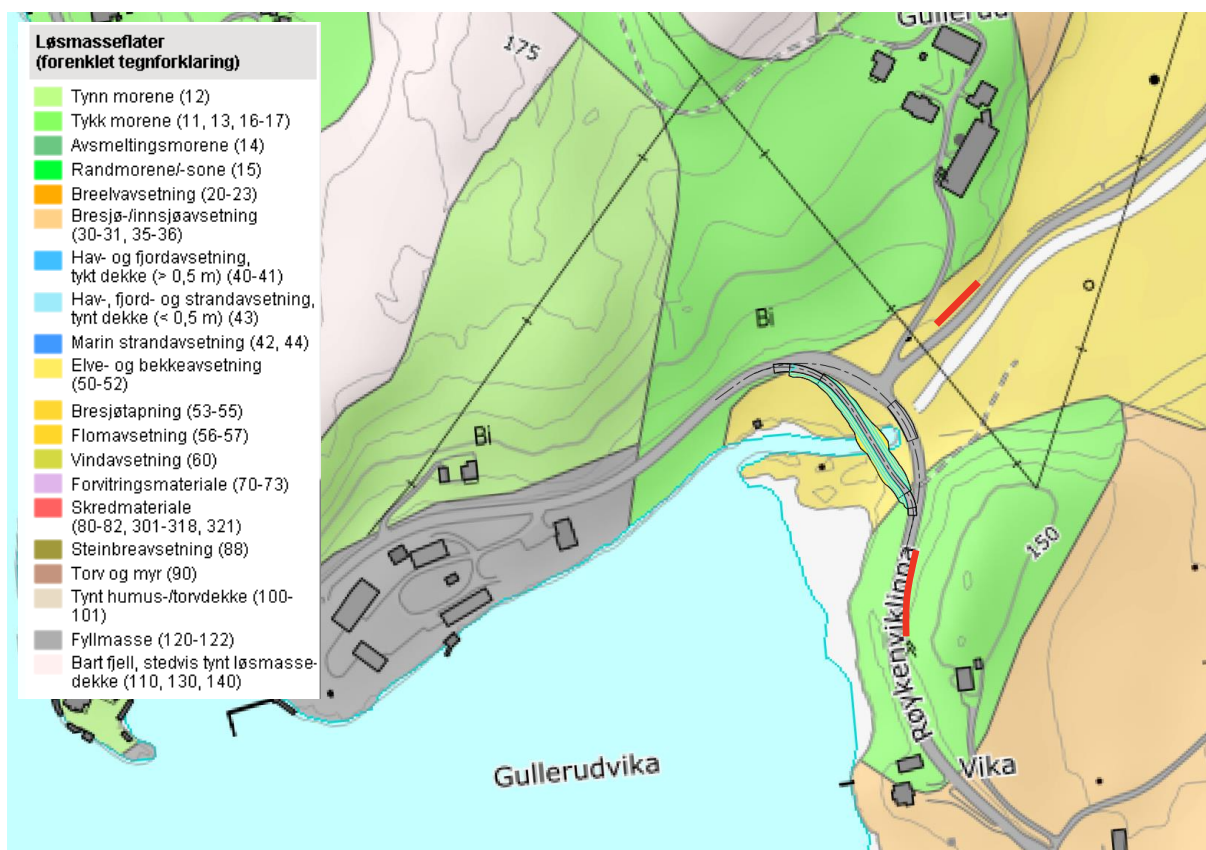 Løsmasseflater
(forenklet tegnforklaring)
Tynn morene (12)
Tykk morene (11, 13, 16-17)
Avsmeltingsmorene (14)
Randmorene/-sone (15)
Breelvavsetning (20-23)
Bresjø-/innsjøavsetning
(30-31, 35-36)
Hav- og fjordavsetning,
tykt dekke (> 0,5 m) (40-41)
Hav-, fjord- og strandavsetning,
tynt dekke (< 0,5 m) (43)
Marin strandavsetning (42, 44)
Elve- og bekkeavsetning
(50-52)
Bresjøtapning (53-55)
Flomavsetning (56-57)
Vindavsetning (60)
Forvitringsmateriale (70-73)
Skredmateriale
(80-82, 301-318, 321)
Steinbreavsetning (88)
Torv og myr (90)
Tynt humus-/torvdekke (100-
101)
Fyllmasse (120-122)
Bart fjell, stedvis tynt løsmasse-
dekke (110, 130, 140)
175
Gullerud
Bi
Bi
150
Røykenviklinna
Vika
Gullerudvika